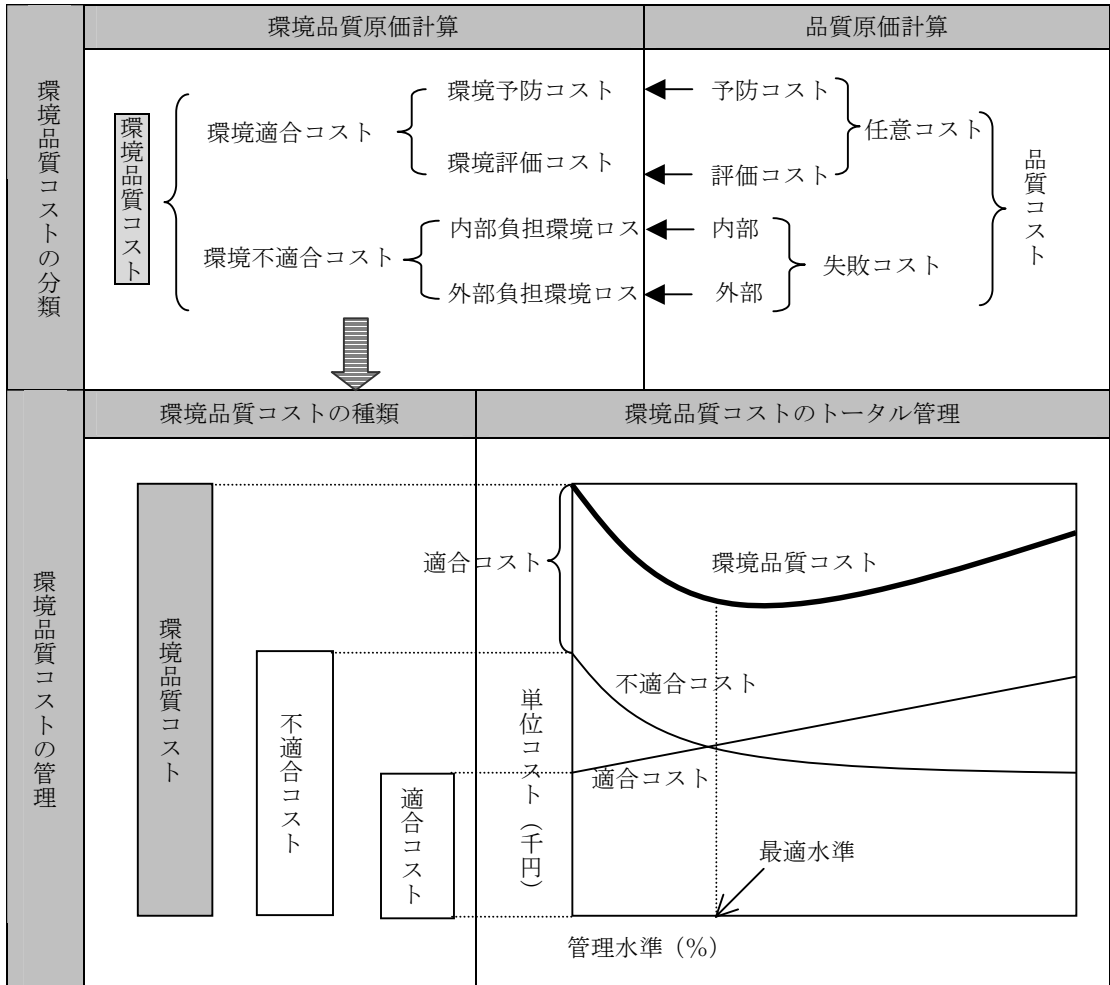 環境品質原価計算
品質原価計算
環境品質コストの分類
環境品質コスト
環境適合コスト
環境予防コスト
環境評価コスト
環境不適合コスト
内部負担環境ロス
外部負担環境ロス
予防コスト
評価コスト
任意コスト
内部
外部
失敗コスト
品質コスト
環境品質コストの種類
環境品質コストのトータル管理
環境品質コストの管理
環境品質コスト
不適合コスト
適合コスト
適合コスト
環境品質コスト
不適合コスト
適合コスト
単位コスト（千円）
最適水準
管理水準（%）